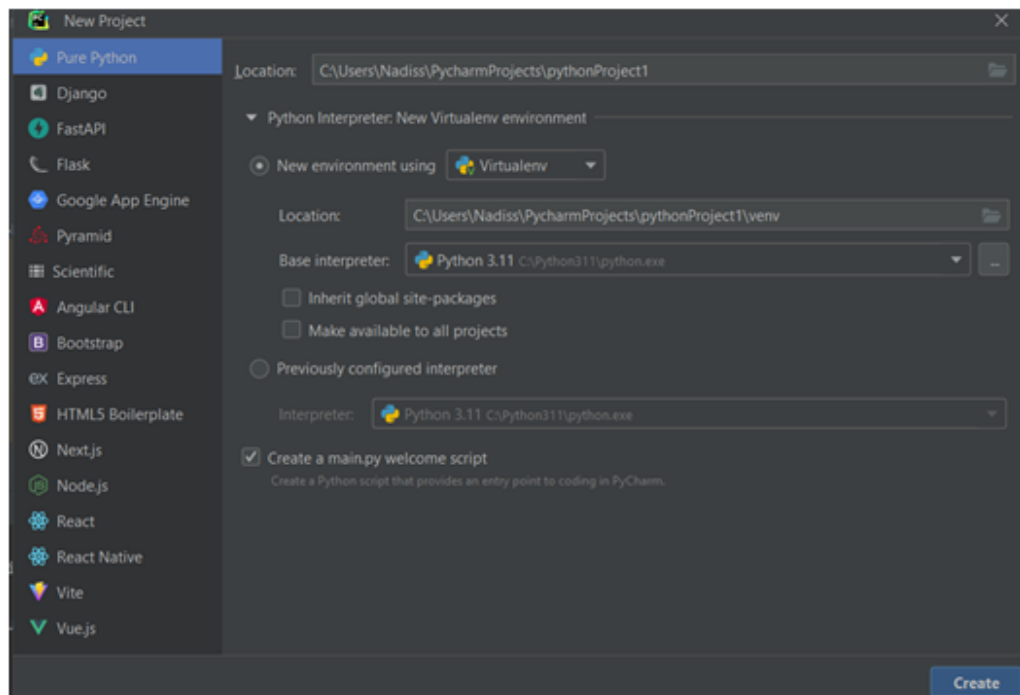 New Project
Pure Python
Django
FastAPI
Flask
Google App Engine
Pyramid
Scientific
Angular CLI
Bootstrap
Express
HTML5 Boilerplate
Next.js
Node.js
React
React Native
Vite
Vue.js
Location: C:\Users\Nadiss\PycharmProjects\pythonProject1
Python Interpreter: New Virtualenv environment
New environment using Virtualenv
Location: C:\Users\Nadiss\PycharmProjects\pythonProject1\venv
Base interpreter: Python 3.11 C:\Python311\python.exe ...
Inherit global site-packages
Make available to all projects
Previously configured interpreter
Interpreter: Python 3.11 C:\Python311\python.exe
Create a main.py welcome script
Create a Python script that provides an entry point to coding in PyCharm.
Create